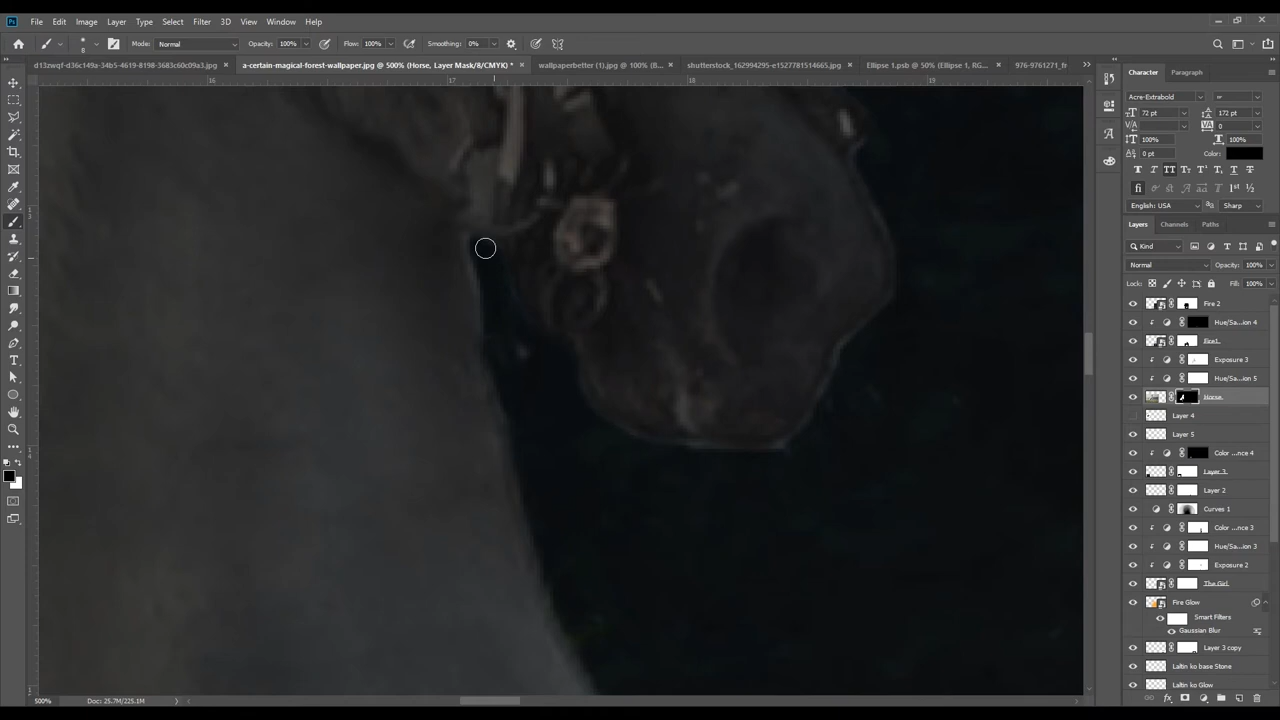 File Edit Image Layer Type Select Filter 3D View Window Help
8 Mode: Normal Opacity: 100% Flow: 100% Smoothing: 0%
d13zwqf-d36c19a-34b5-4619-8198-3683c60c09a3.jpg × a-certain-magical-forest-wallpaper.jpg @ 500% (Horse, Layer Mask/8/CMYK) * × wallpaperbetter (1).jpg @ 100% (B... × shutterstock_162994295-e1527781514665.jpg × Ellipse 1.psb @ 50% (Ellipse 1, RG... × 976-9761271_fr
16 17 18 19
Character Paragraph
Acre-Extrabold
72 pt 172 pt
0
100% 100%
0 pt Color:
English: USA Sharp
Layers Channels Paths
Kind
Normal Opacity: 100%
Lock: Fill: 100%
Fire 2
Hue/Sa...ion 4
Fire1
Exposure 3
Hue/Sa...ion 5
Horse
Layer 4
Layer 5
Color ...nce 4
Layer 3
Layer 2
Curves 1
Color ...nce 3
Hue/Sa...ion 3
Exposure 2
The Girl
Fire Glow
Smart Filters
Gaussian Blur
Layer 3 copy
Laltin ko base Stone
Laltin ko Glow
500% Doc: 25.7M/225.1M